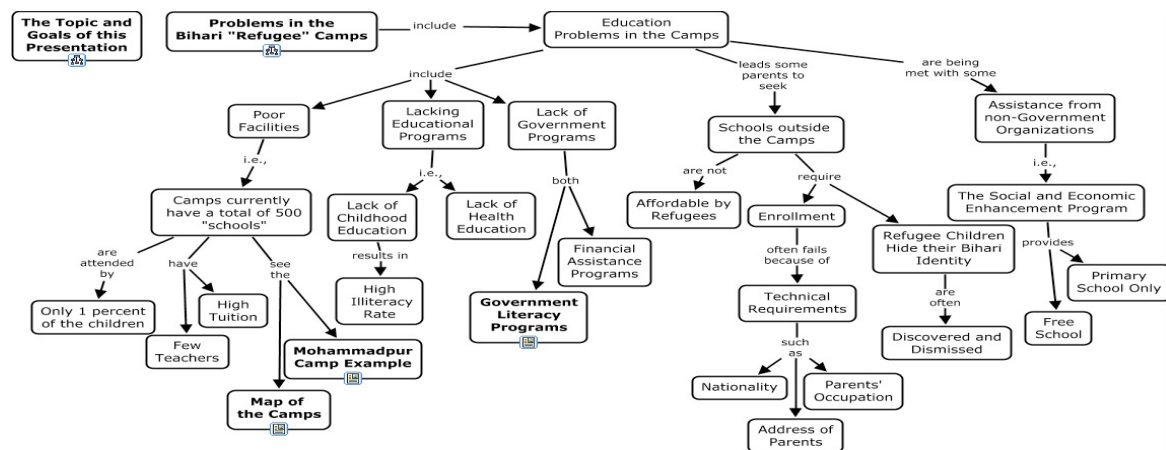 The Topic and
Goals of this
Presentation
Problems in the
Bihari "Refugee" Camps
include
Education
Problems in the Camps
include
leads some
parents to
seek
are being
met with some
Poor
Facilities
Lacking
Educational
Programs
Lack of
Government
Programs
Schools outside
the Camps
Assistance from
non-Government
Organizations
i.e.,
i.e.,
both
are not
require
i.e.,
Camps currently
have a total of 500
"schools"
Lack of
Childhood
Education
Lack of
Health
Education
Affordable by
Refugees
Enrollment
Refugee Children
Hide their Bihari
Identity
The Social and Economic
Enhancement Program
are
attended
by
have
see
the
results in
Financial
Assistance
Programs
often fails
because of
are
often
provides
Only 1 percent
of the children
High
Tuition
Few
Teachers
High
Illiteracy
Rate
Government
Literacy
Programs
Technical
Requirements
Discovered and
Dismissed
Free
School
Primary
School Only
Mohammadpur
Camp Example
Map of
the Camps
such
as
Nationality
Parents'
Occupation
Address of
Parents